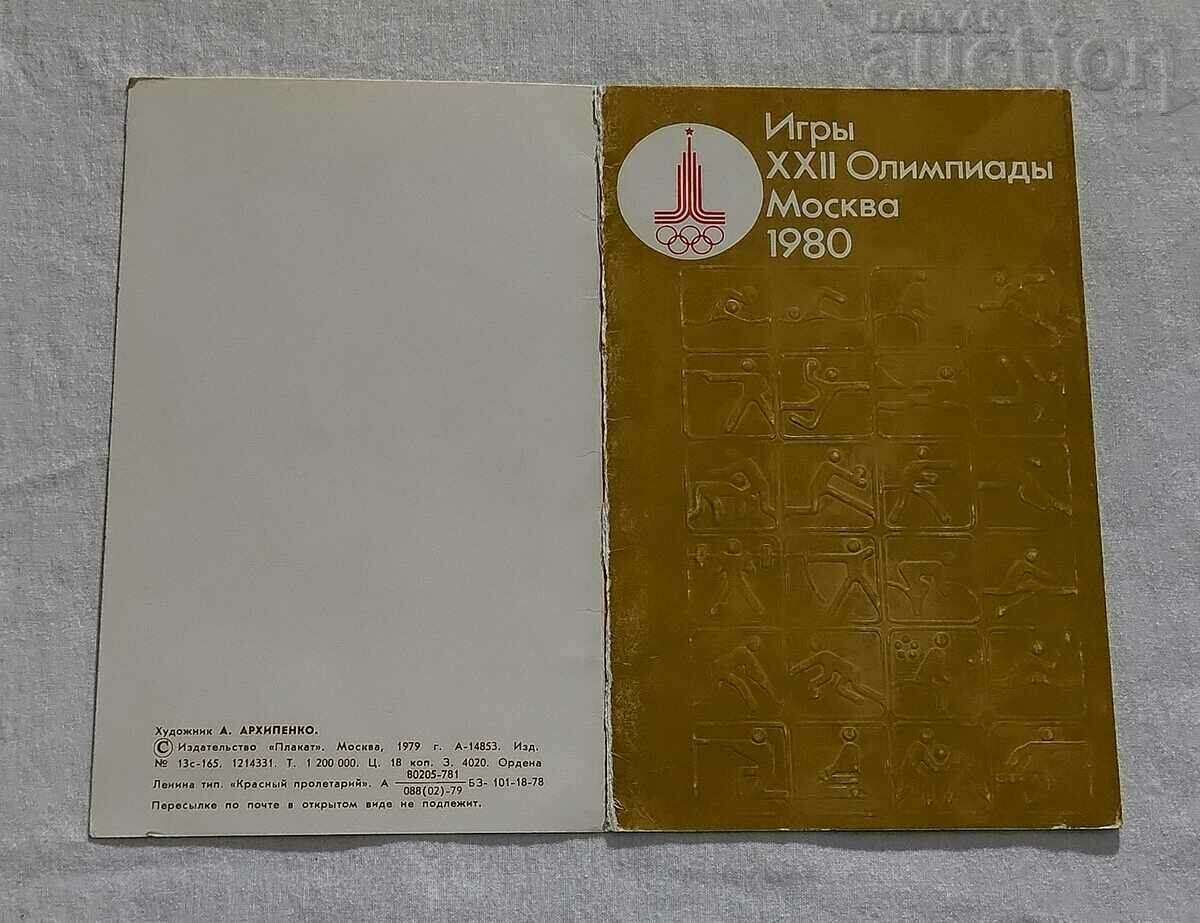 Игры
XXII Олимпиады
Москва
1980
Художник А. АРХИПЕНКО.
© Издательство «Плакат». Москва, 1979 г. А-14853. Изд.
№ 13с-165. 1214331. Т. 1 200 000. Ц. 18 коп. З. 4020. Ордена
Ленина тип. «Красный пролетарий». А 80205-781 / 088(02)-79 БЗ- 101-18-78
Пересылке по почте в открытом виде не подлежит.
auction